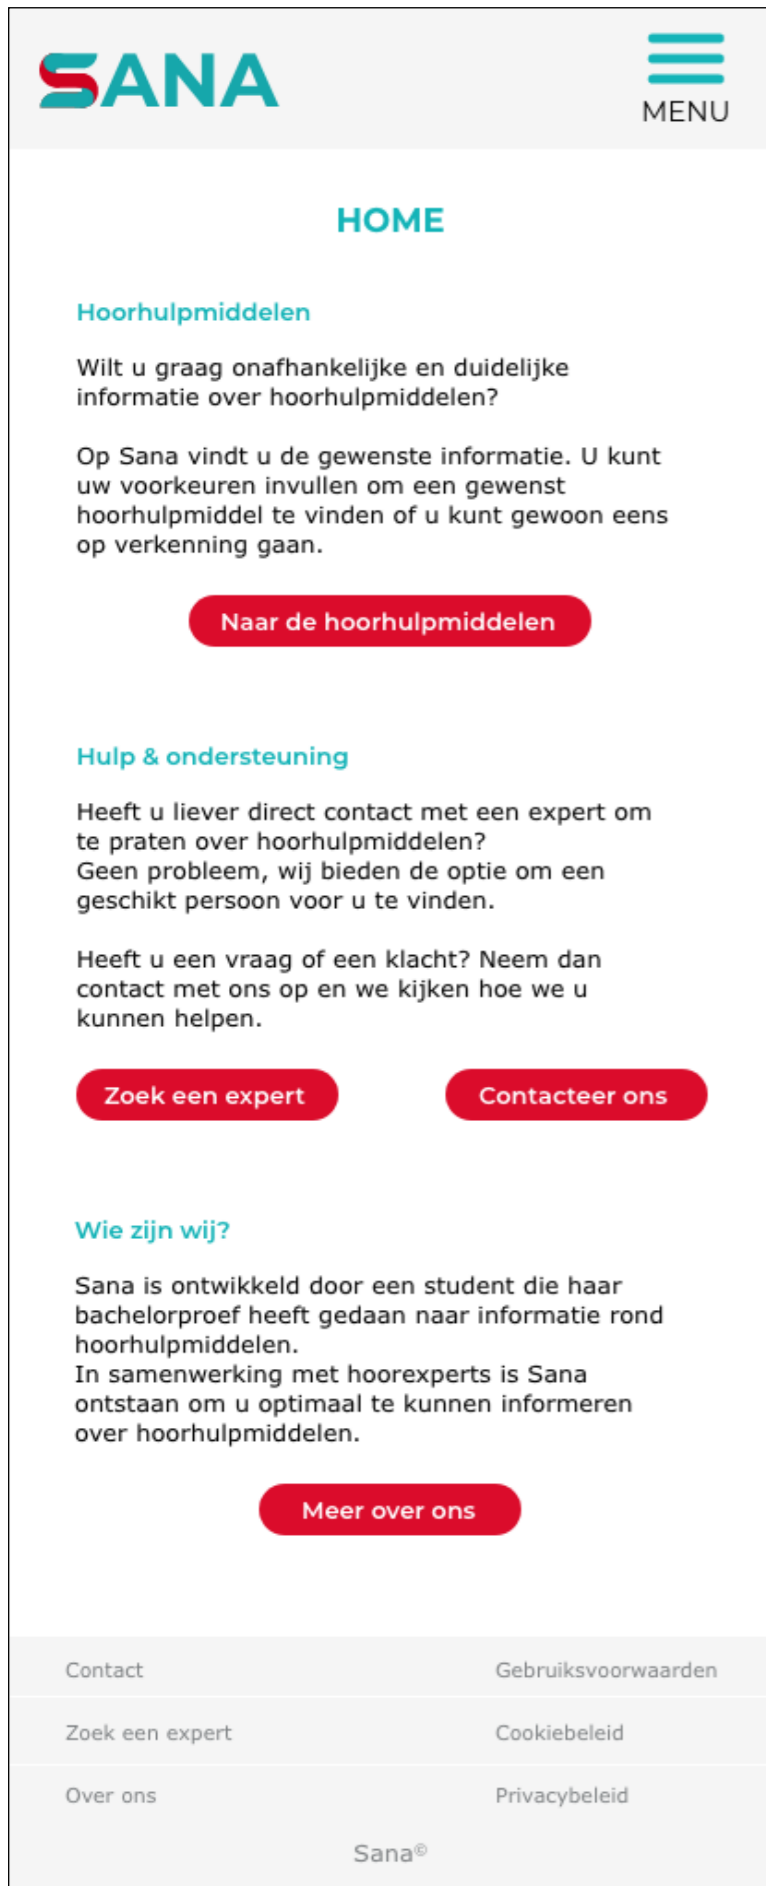 SANA
MENU
HOME
Hoorhulpmiddelen
Wilt u graag onafhankelijke en duidelijke
informatie over hoorhulpmiddelen?
Op Sana vindt u de gewenste informatie. U kunt
uw voorkeuren invullen om een gewenst
hoorhulpmiddel te vinden of u kunt gewoon eens
op verkenning gaan.
Naar de hoorhulpmiddelen
Hulp & ondersteuning
Heeft u liever direct contact met een expert om
te praten over hoorhulpmiddelen?
Geen probleem, wij bieden de optie om een
geschikt persoon voor u te vinden.
Heeft u een vraag of een klacht? Neem dan
contact met ons op en we kijken hoe we u
kunnen helpen.
Zoek een expert
Contacteer ons
Wie zijn wij?
Sana is ontwikkeld door een student die haar
bachelorproef heeft gedaan naar informatie rond
hoorhulpmiddelen.
In samenwerking met hoorexperts is Sana
ontstaan om u optimaal te kunnen informeren
over hoorhulpmiddelen.
Meer over ons
Contact
Gebruiksvoorwaarden
Zoek een expert
Cookiebeleid
Over ons
Privacybeleid
Sana©